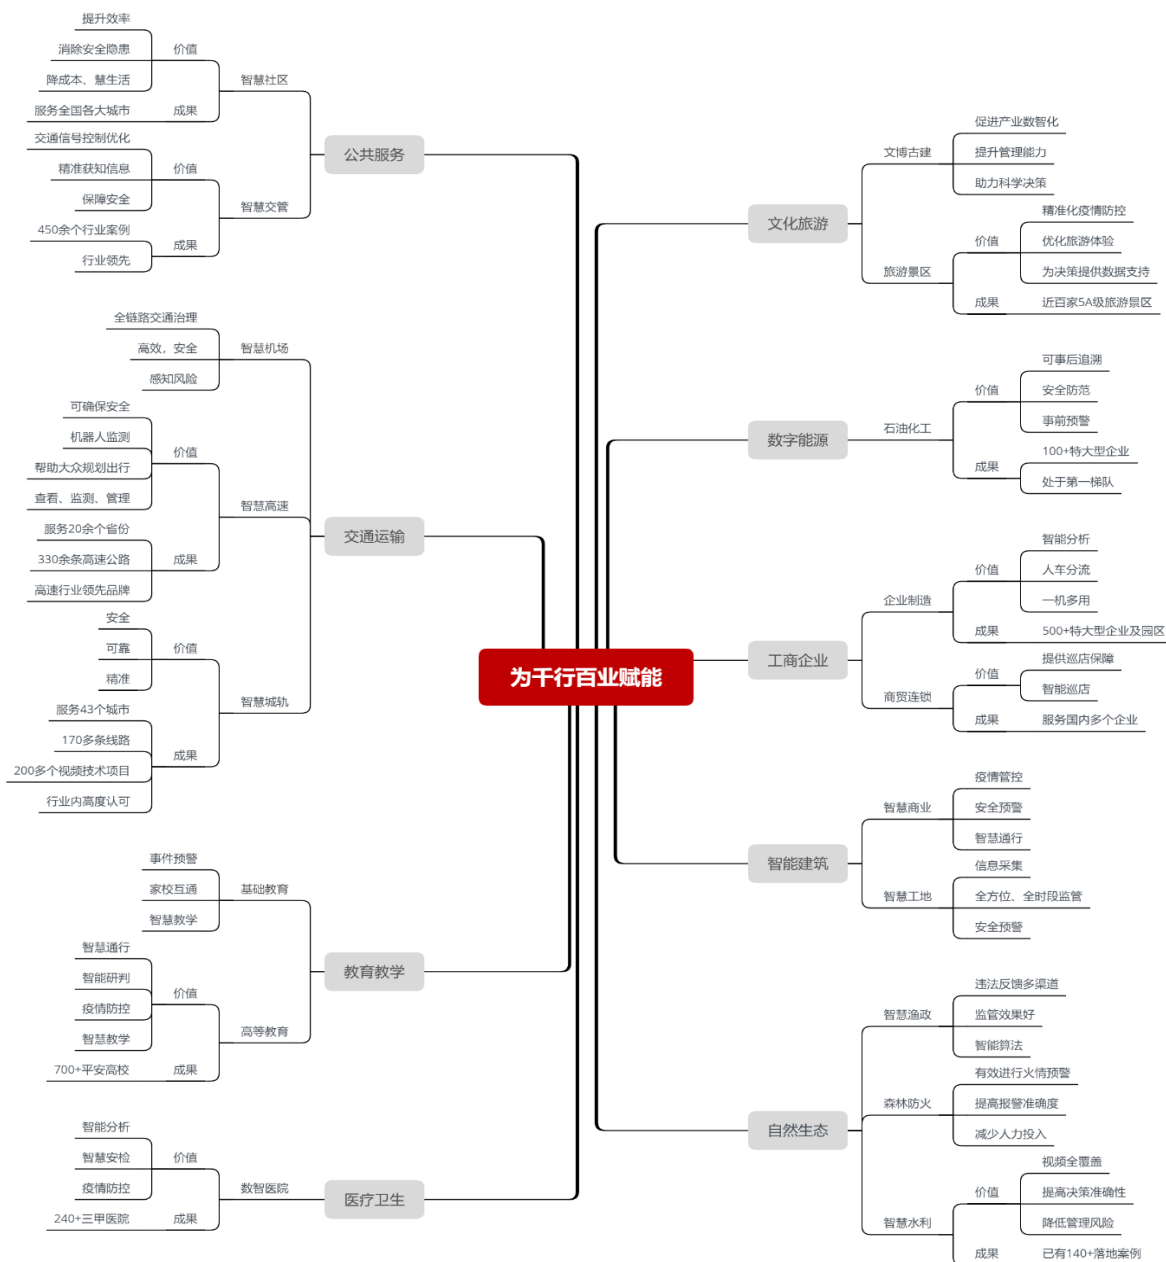 为千行百业赋能
公共服务
智慧社区
价值
提升效率
消除安全隐患
降成本、慧生活
成果
服务全国各大城市
智慧交管
价值
交通信号控制优化
精准获知信息
保障安全
成果
450余个行业案例
行业领先
交通运输
智慧机场
全链路交通治理
高效，安全
感知风险
智慧高速
价值
可确保安全
机器人监测
帮助大众规划出行
查看、监测、管理
成果
服务20余个省份
330余条高速公路
高速行业领先品牌
智慧城轨
价值
安全
可靠
精准
成果
服务43个城市
170多条线路
200多个视频技术项目
行业内高度认可
教育教学
基础教育
事件预警
家校互通
智慧教学
高等教育
价值
智慧通行
智能研判
疫情防控
智慧教学
成果
700+平安高校
医疗卫生
数智医院
价值
智能分析
智慧安检
疫情防控
成果
240+三甲医院
文化旅游
文博古建
促进产业数智化
提升管理能力
助力科学决策
旅游景区
价值
精准化疫情防控
优化旅游体验
为决策提供数据支持
成果
近百家5A级旅游景区
数字能源
石油化工
价值
可事后追溯
安全防范
事前预警
成果
100+特大型企业
处于第一梯队
工商企业
企业制造
价值
智能分析
人车分流
一机多用
成果
500+特大型企业及园区
商贸连锁
价值
提供巡店保障
智能巡店
成果
服务国内多个企业
智能建筑
智慧商业
疫情管控
安全预警
智慧通行
智慧工地
信息采集
全方位、全时段监管
安全预警
自然生态
智慧渔政
违法反馈多渠道
监管效果好
智能算法
森林防火
有效进行火情预警
提高报警准确度
减少人力投入
智慧水利
价值
视频全覆盖
提高决策准确性
降低管理风险
成果
已有140+落地案例